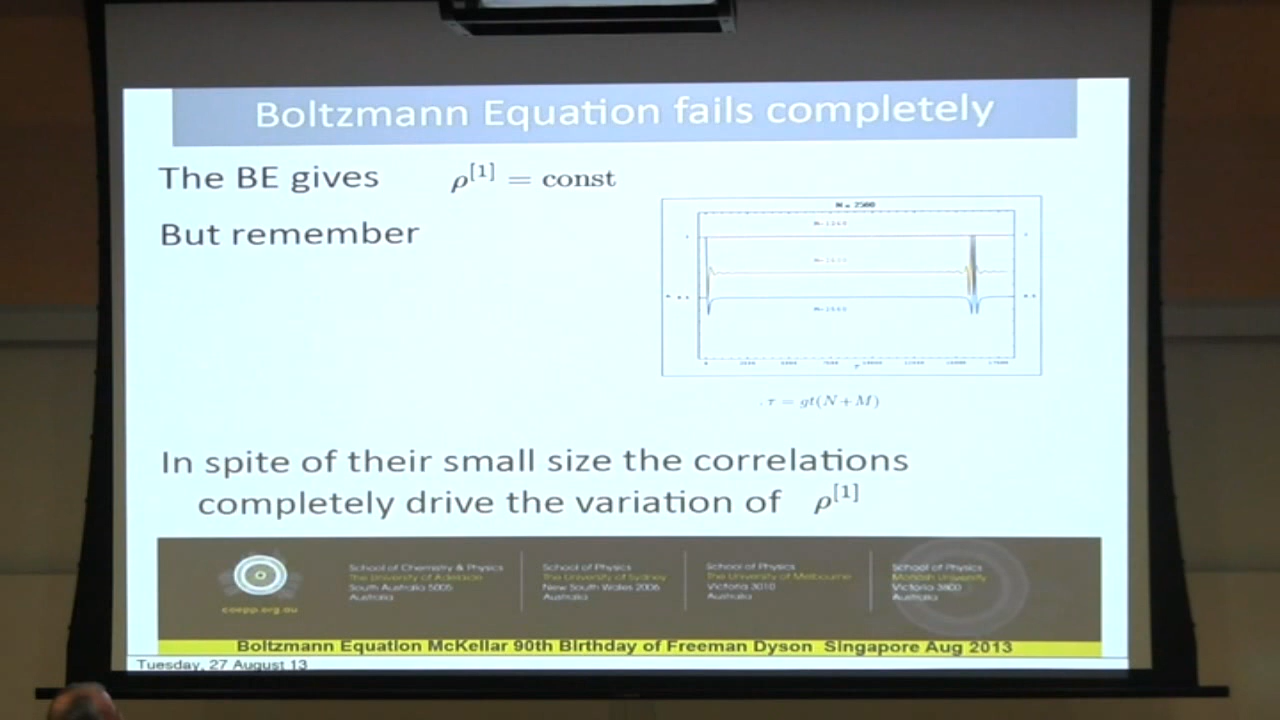 Boltzmann Equation fails completely
The BE gives ρ[1] = const
But remember
N = 2500
τ
τ = gt(N+M)
In spite of their small size the correlations
completely drive the variation of ρ[1]
coepp.org.au
School of Chemistry & Physics
The University of Adelaide
South Australia 5005
Australia
School of Physics
The University of Sydney
New South Wales 2006
Australia
School of Physics
The University of Melbourne
Victoria 3010
Australia
School of Physics
Monash University
Victoria 3800
Australia
Boltzmann Equation McKellar 90th Birthday of Freeman Dyson Singapore Aug 2013
Tuesday, 27 August 13